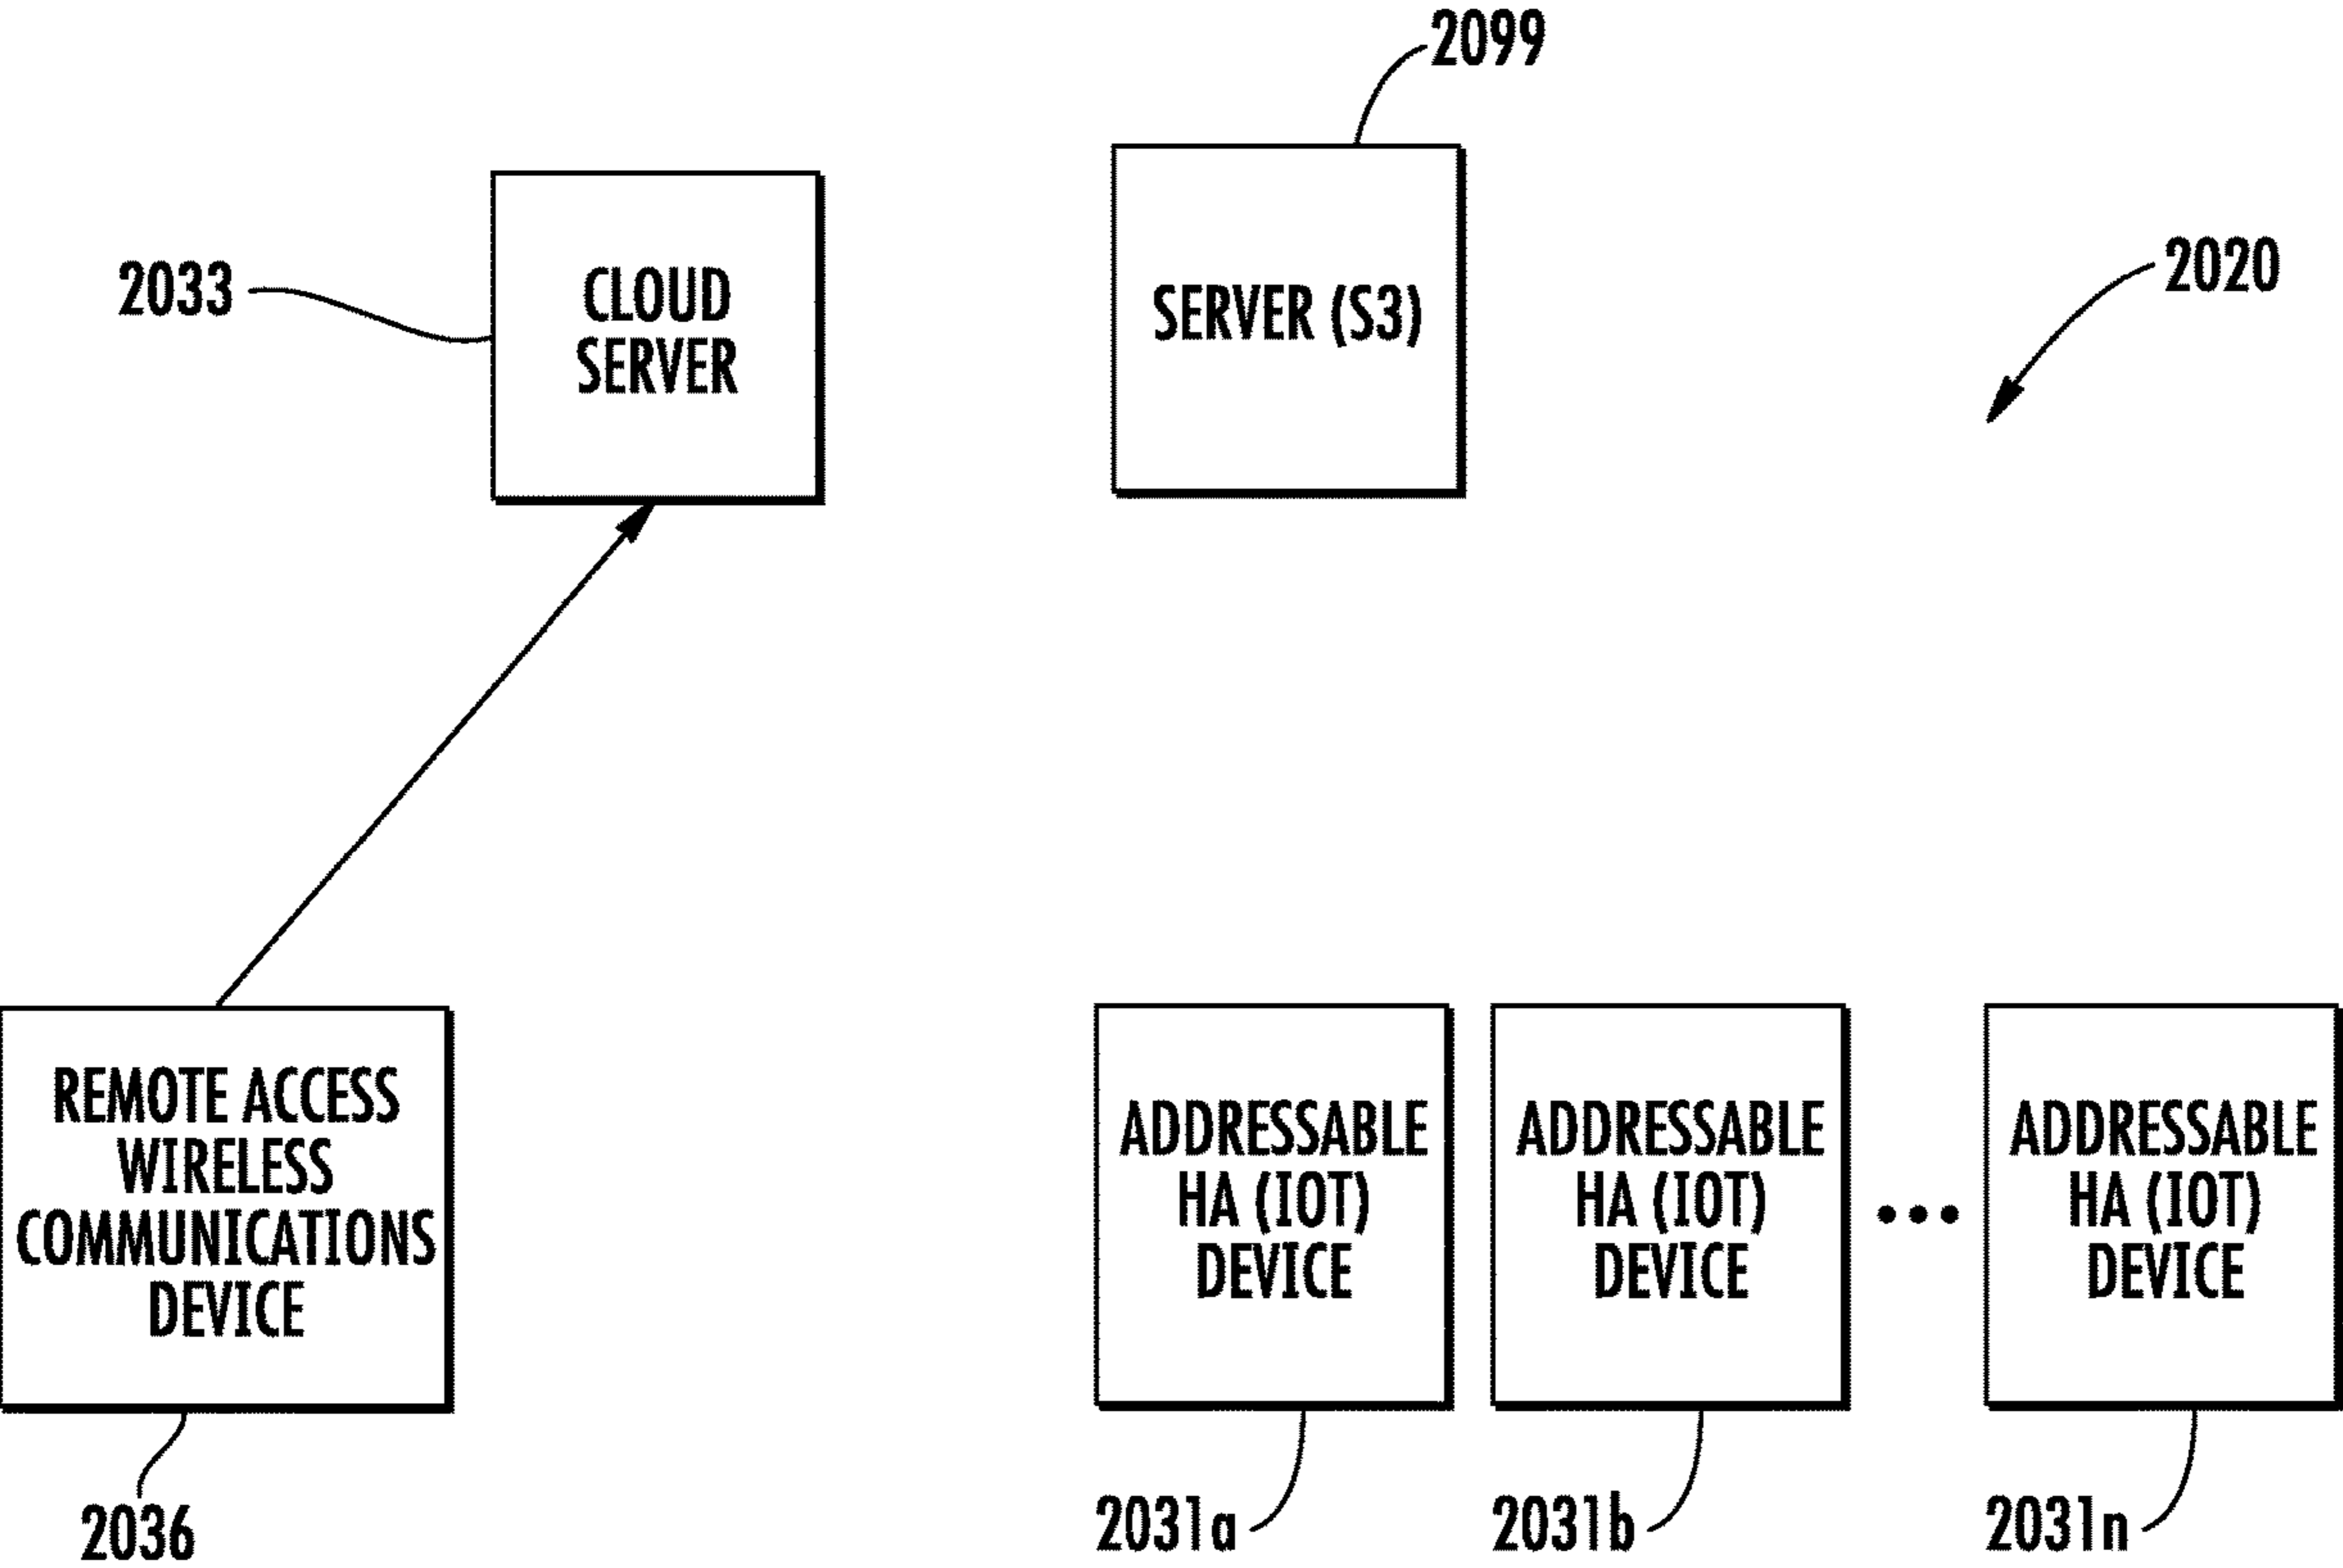 2099
2033
CLOUD
SERVER
SERVER (S3)
2020
REMOTE ACCESS
WIRELESS
COMMUNICATIONS
DEVICE
ADDRESSABLE
HA (IOT)
DEVICE
ADDRESSABLE
HA (IOT)
DEVICE
•••
ADDRESSABLE
HA (IOT)
DEVICE
2036
2031a
2031b
2031n